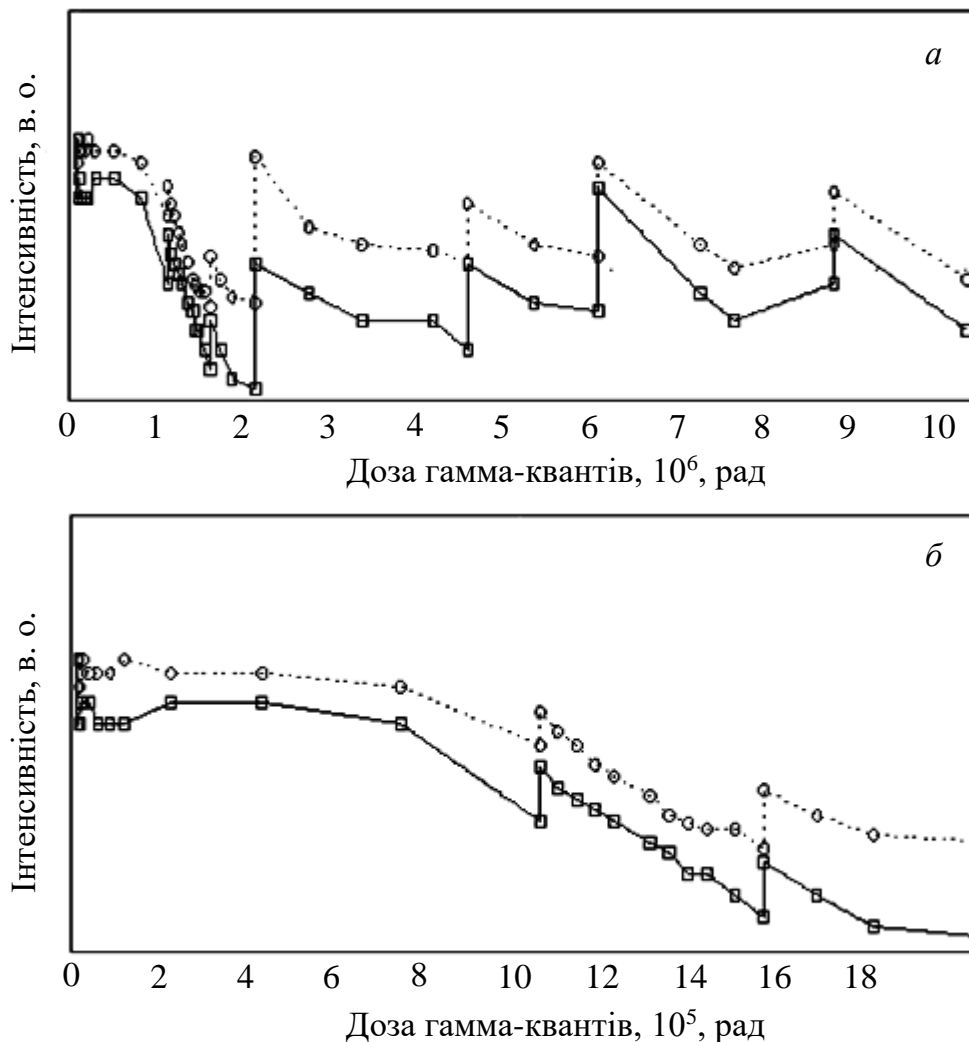 а
Інтенсивність, в. о.
0 1 2 3 4 5 6 7 8 9 10
Доза гамма-квантів, 10⁶, рад
б
Інтенсивність, в. о.
0 2 4 6 8 10 12 14 16 18
Доза гамма-квантів, 10⁵, рад